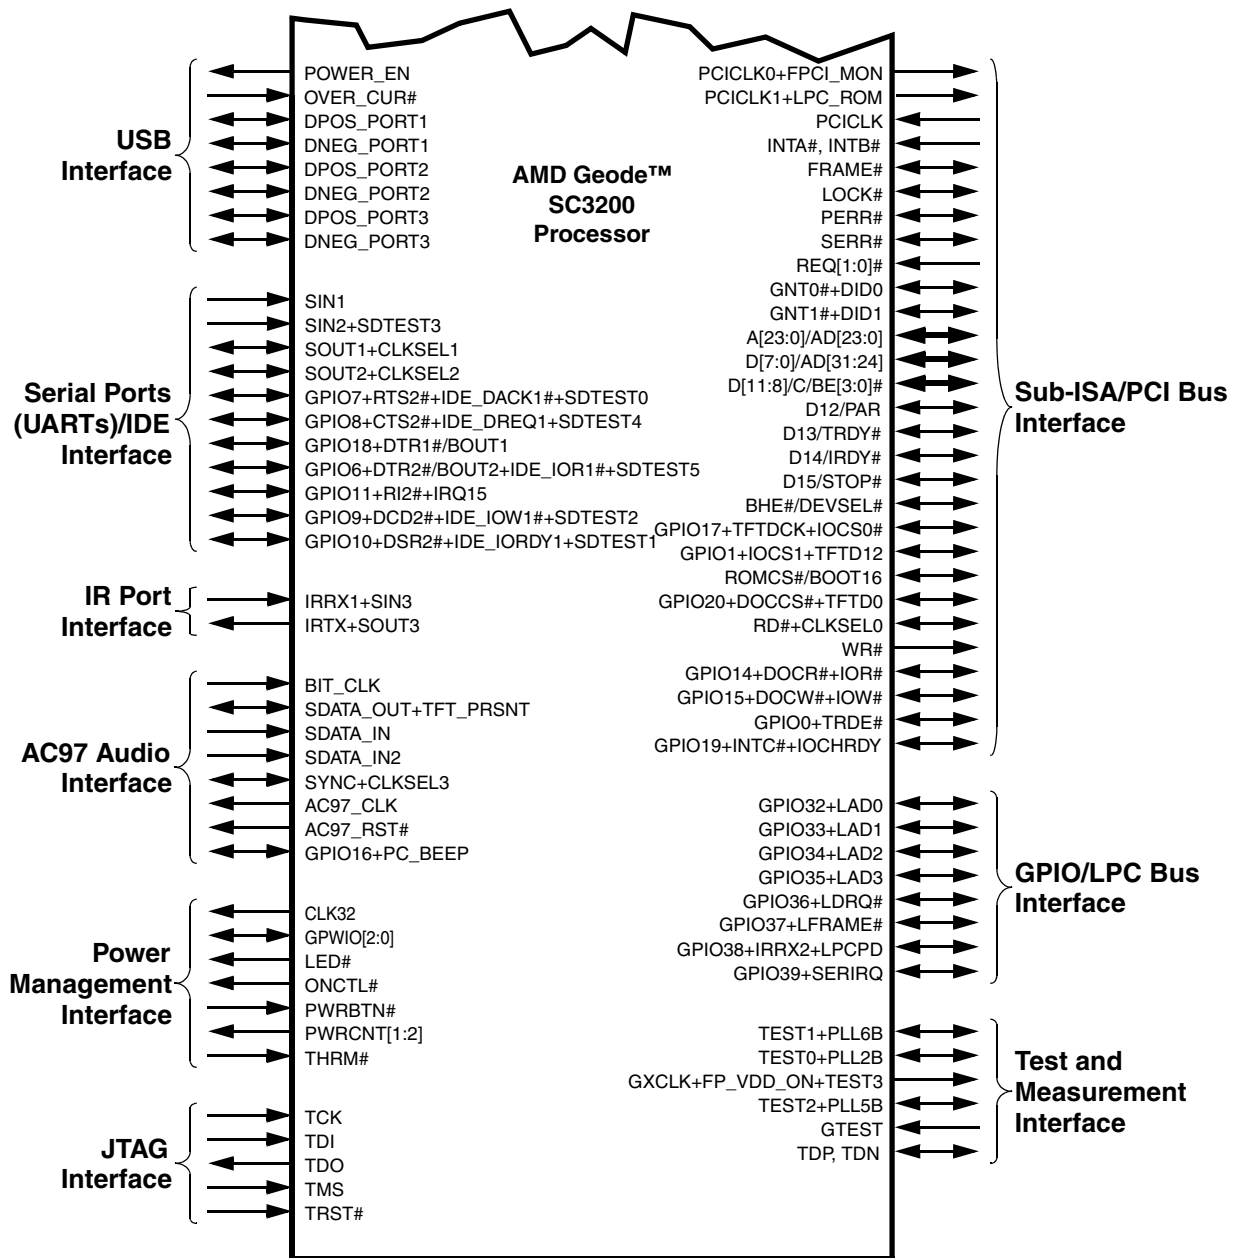 AMD Geode™
SC3200
Processor
USB
Interface
POWER_EN
OVER_CUR#
DPOS_PORT1
DNEG_PORT1
DPOS_PORT2
DNEG_PORT2
DPOS_PORT3
DNEG_PORT3
Serial Ports
(UARTs)/IDE
Interface
SIN1
SIN2+SDTEST3
SOUT1+CLKSEL1
SOUT2+CLKSEL2
GPIO7+RTS2#+IDE_DACK1#+SDTEST0
GPIO8+CTS2#+IDE_DREQ1+SDTEST4
GPIO18+DTR1#/BOUT1
GPIO6+DTR2#/BOUT2+IDE_IOR1#+SDTEST5
GPIO11+RI2#+IRQ15
GPIO9+DCD2#+IDE_IOW1#+SDTEST2
GPIO10+DSR2#+IDE_IORDY1+SDTEST1
IR Port
Interface
IRRX1+SIN3
IRTX+SOUT3
AC97 Audio
Interface
BIT_CLK
SDATA_OUT+TFT_PRSNT
SDATA_IN
SDATA_IN2
SYNC+CLKSEL3
AC97_CLK
AC97_RST#
GPIO16+PC_BEEP
Power
Management
Interface
CLK32
GPWIO[2:0]
LED#
ONCTL#
PWRBTN#
PWRCNT[1:2]
THRM#
JTAG
Interface
TCK
TDI
TDO
TMS
TRST#
PCICLK0+FPCI_MON
PCICLK1+LPC_ROM
PCICLK
INTA#, INTB#
FRAME#
LOCK#
PERR#
SERR#
REQ[1:0]#
GNT0#+DID0
GNT1#+DID1
A[23:0]/AD[23:0]
D[7:0]/AD[31:24]
D[11:8]/C/BE[3:0]#
D12/PAR
D13/TRDY#
D14/IRDY#
D15/STOP#
BHE#/DEVSEL#
GPIO17+TFTDCK+IOCS0#
GPIO1+IOCS1+TFTD12
ROMCS#/BOOT16
GPIO20+DOCCS#+TFTD0
RD#+CLKSEL0
WR#
GPIO14+DOCR#+IOR#
GPIO15+DOCW#+IOW#
GPIO0+TRDE#
GPIO19+INTC#+IOCHRDY
Sub-ISA/PCI Bus
Interface
GPIO32+LAD0
GPIO33+LAD1
GPIO34+LAD2
GPIO35+LAD3
GPIO36+LDRQ#
GPIO37+LFRAME#
GPIO38+IRRX2+LPCPD
GPIO39+SERIRQ
GPIO/LPC Bus
Interface
TEST1+PLL6B
TEST0+PLL2B
GXCLK+FP_VDD_ON+TEST3
TEST2+PLL5B
GTEST
TDP, TDN
Test and
Measurement
Interface